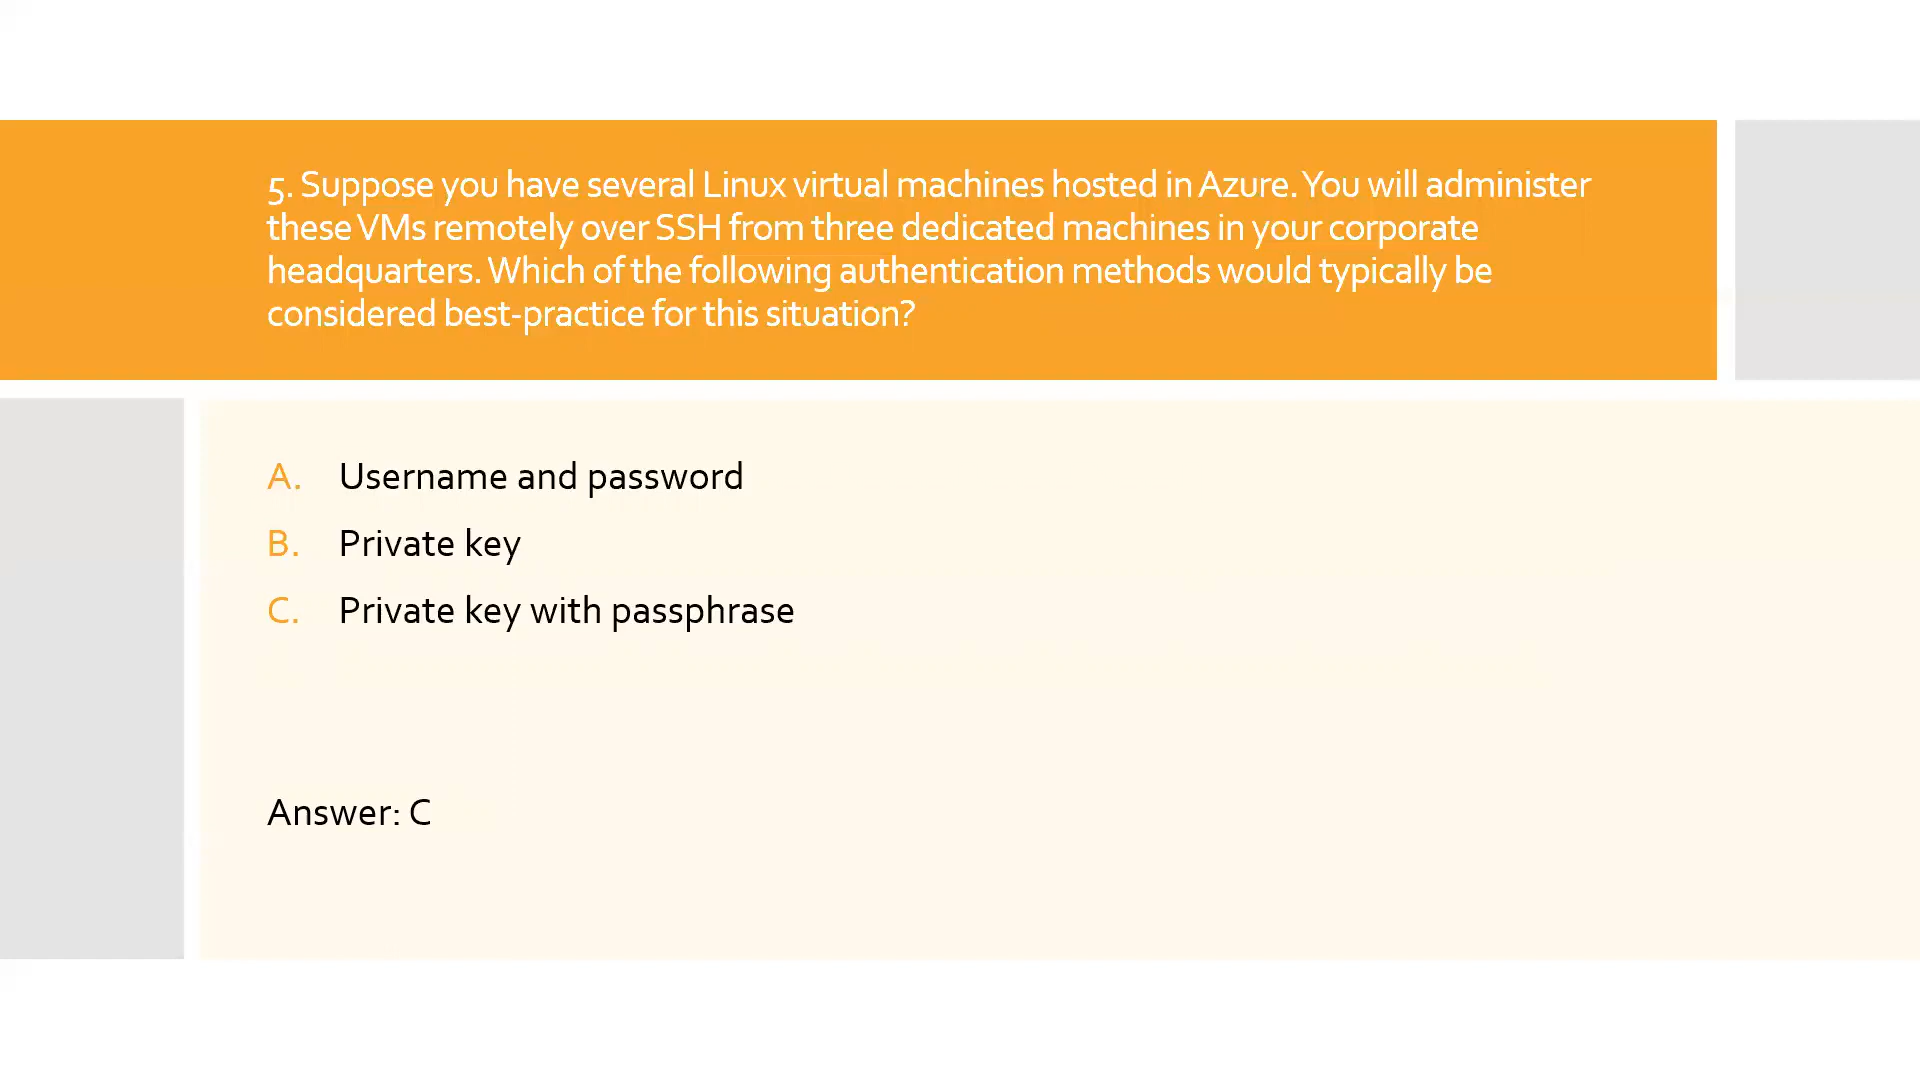 5. Suppose you have several Linux virtual machines hosted in Azure. You will administer
these VMs remotely over SSH from three dedicated machines in your corporate
headquarters. Which of the following authentication methods would typically be
considered best-practice for this situation?
A. Username and password
B. Private key
C. Private key with passphrase
Answer: C